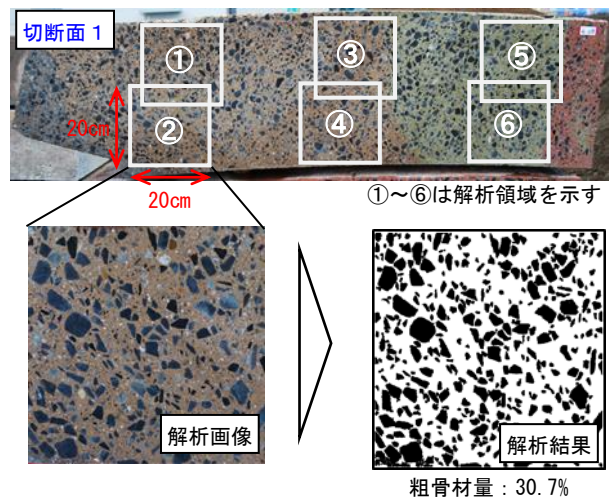 切断面1
①
③
⑤
②
④
⑥
20cm
20cm
①~⑥は解析領域を示す
解析画像
解析結果
粗骨材量:30.7%